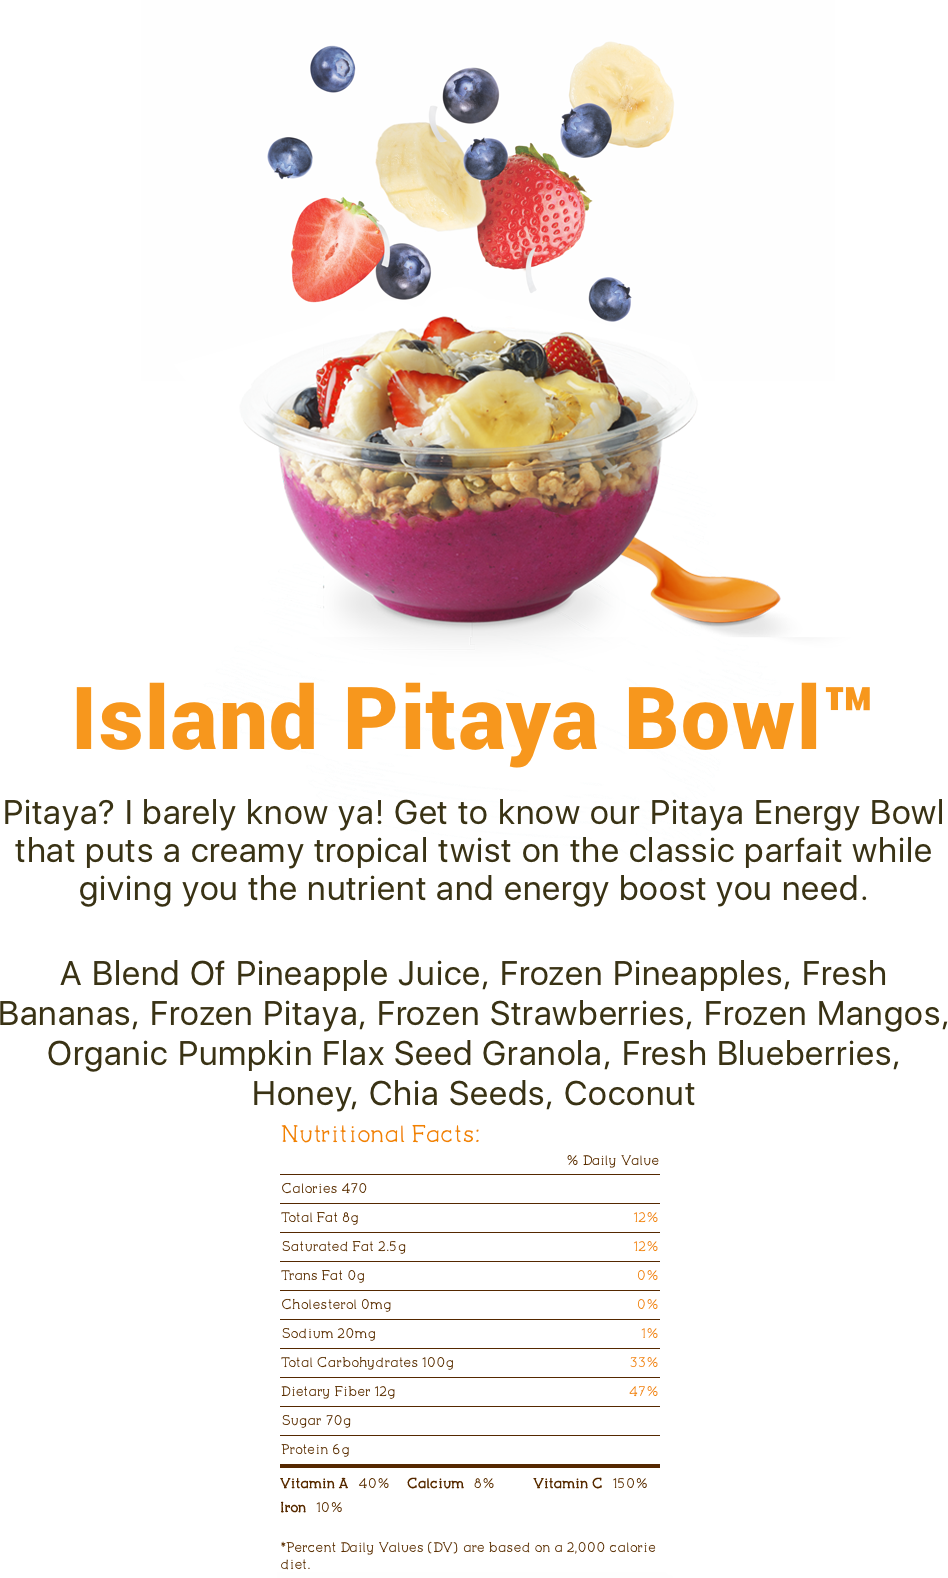 Island Pitaya Bowl™
Pitaya? I barely know ya! Get to know our Pitaya Energy Bowl
that puts a creamy tropical twist on the classic parfait while
giving you the nutrient and energy boost you need.
A Blend Of Pineapple Juice, Frozen Pineapples, Fresh
Bananas, Frozen Pitaya, Frozen Strawberries, Frozen Mangos,
Organic Pumpkin Flax Seed Granola, Fresh Blueberries,
Honey, Chia Seeds, Coconut
Nutritional Facts:
% Daily Value
Calories 470
Total Fat 8g 12%
Saturated Fat 2.5g 12%
Trans Fat 0g 0%
Cholesterol 0mg 0%
Sodium 20mg 1%
Total Carbohydrates 100g 33%
Dietary Fiber 12g 47%
Sugar 70g
Protein 6g
Vitamin A 40% Calcium 8% Vitamin C 150%
Iron 10%
*Percent Daily Values (DV) are based on a 2,000 calorie
diet.